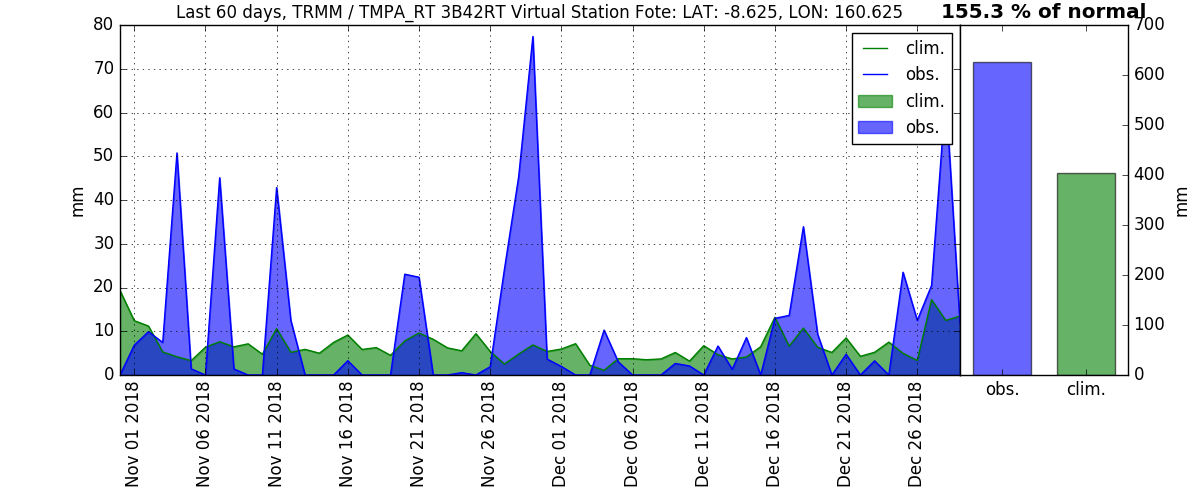 Last 60 days, TRMM / TMPA_RT 3B42RT Virtual Station Fote: LAT: -8.625, LON: 160.625
155.3 % of normal
80
70
60
50
40
30
20
10
0
mm
clim.
obs.
clim.
obs.
700
600
500
400
300
200
100
0
mm
Nov 01 2018
Nov 06 2018
Nov 11 2018
Nov 16 2018
Nov 21 2018
Nov 26 2018
Dec 01 2018
Dec 06 2018
Dec 11 2018
Dec 16 2018
Dec 21 2018
Dec 26 2018
obs.
clim.